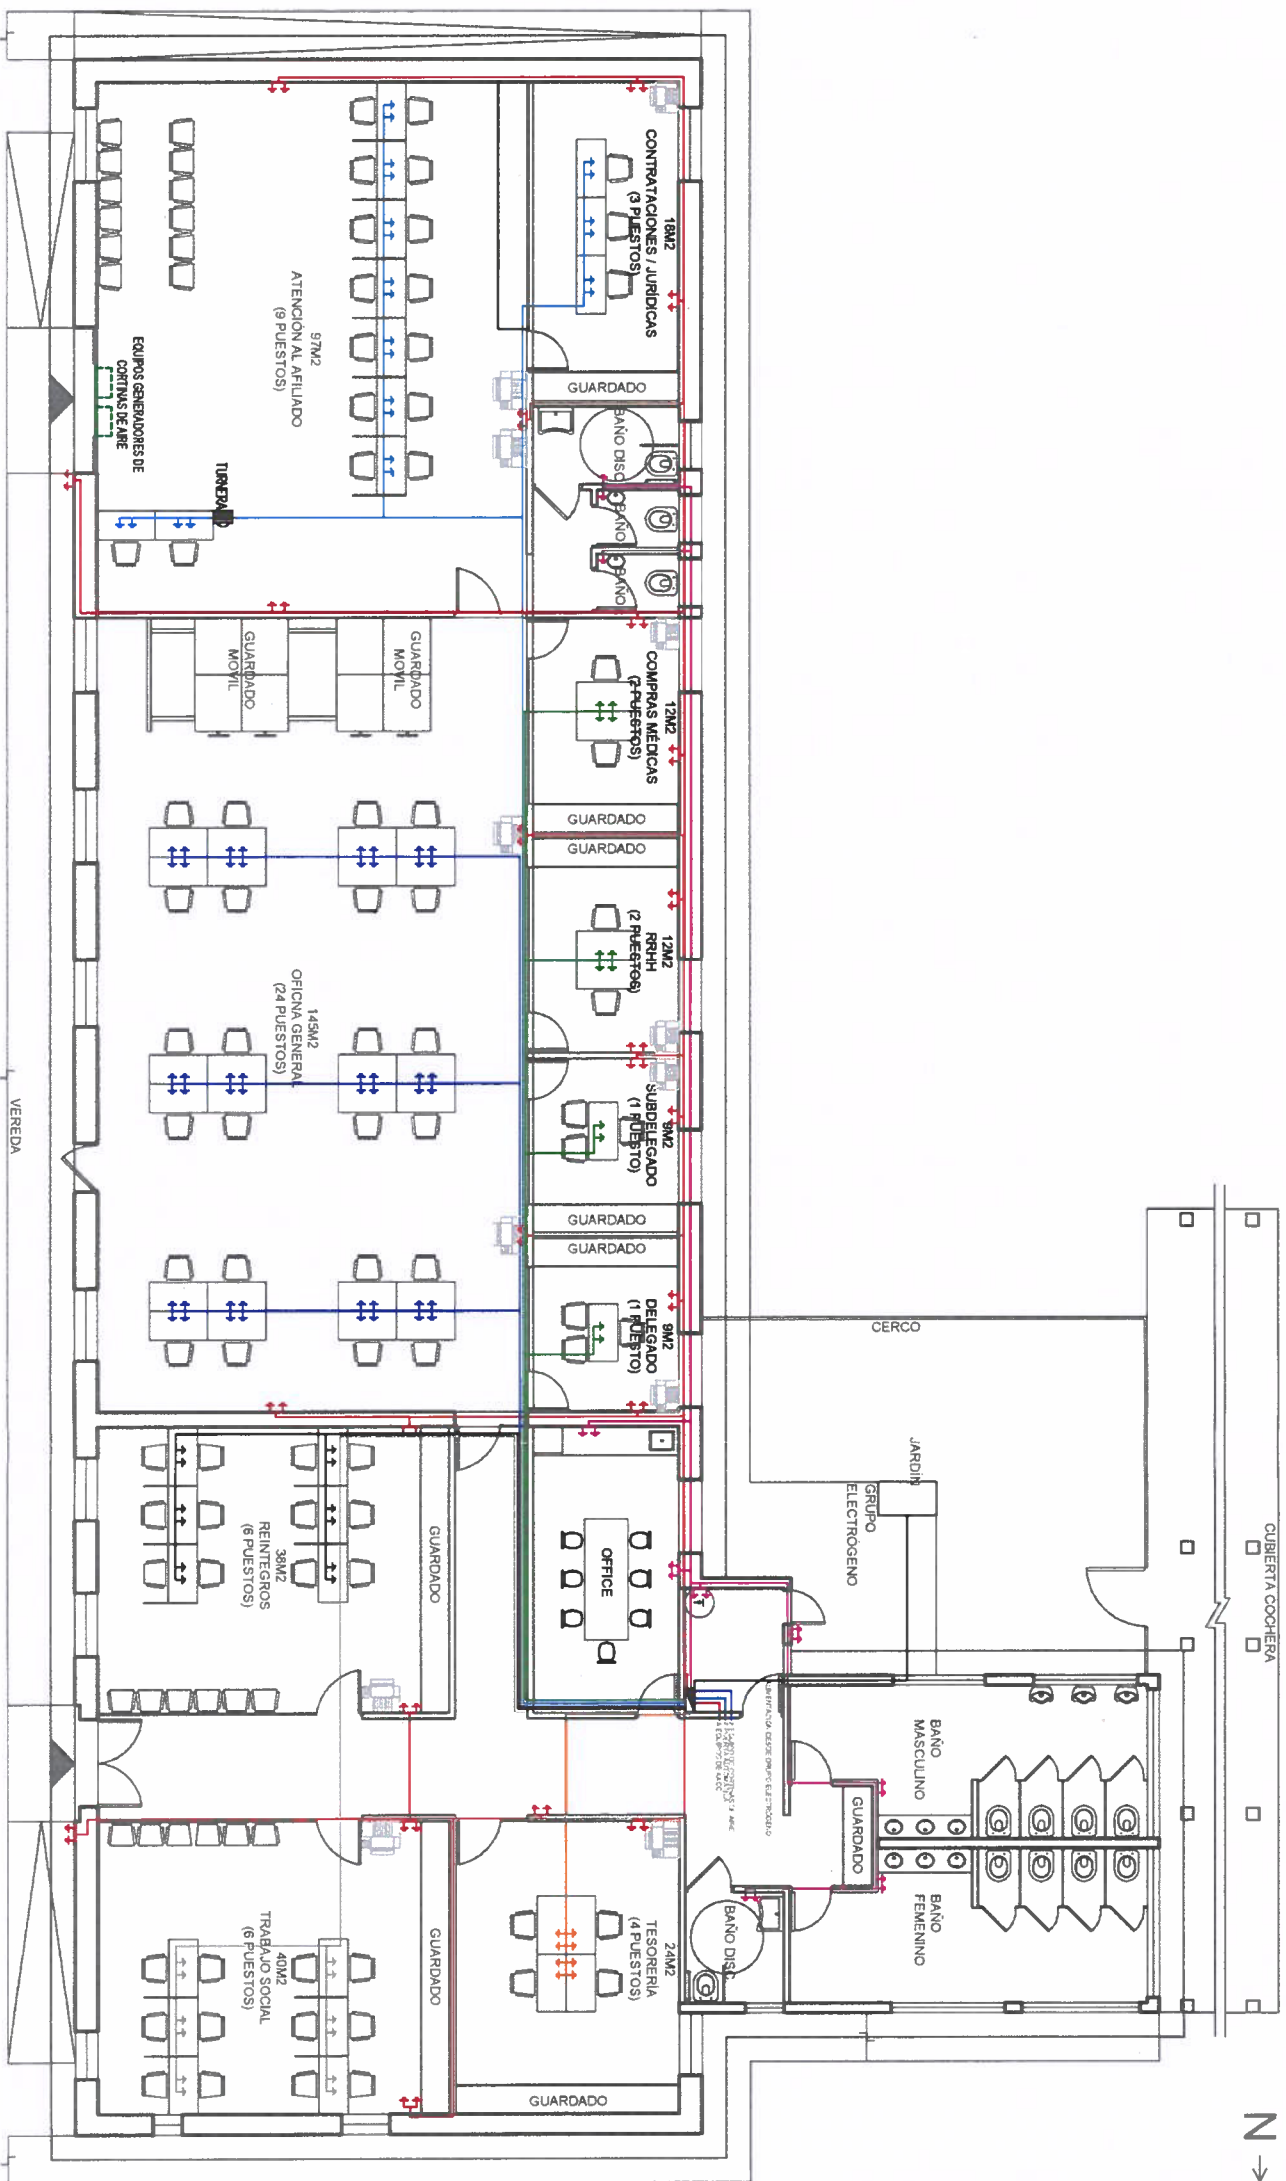 18M2
CONTRATACIONES / JURÍDICAS
(3 PUESTOS)
GUARDADO
97M2
ATENCIÓN AL AFILIADO
(9 PUESTOS)
EQUIPOS GENERADORES DE
CORTINAS DE AIRE
TURNERA
BAÑO DISC.
BAÑO
BAÑO
GUARDADO
MOVIL
GUARDADO
MOVIL
12M2
COMPRAS MÉDICAS
(2 PUESTOS)
GUARDADO
GUARDADO
12M2
RRHH
(2 PUESTOS)
145M2
OFICINA GENERAL
(24 PUESTOS)
9M2
SUBDELEGADO
(1 PUESTO)
GUARDADO
GUARDADO
9M2
DELEGADO
(1 PUESTO)
VEREDA
CERCO
JARDIN
GRUPO
ELECTRÓGENO
CUBIERTA COCHERA
OFFICE
GUARDADO
38M2
REINTEGROS
(6 PUESTOS)
BAÑO
MASCULINO
GUARDADO
BAÑO
FEMENINO
BAÑO DISC.
24M2
TESORERÍA
(4 PUESTOS)
GUARDADO
GUARDADO
40M2
TRABAJO SOCIAL
(6 PUESTOS)
N